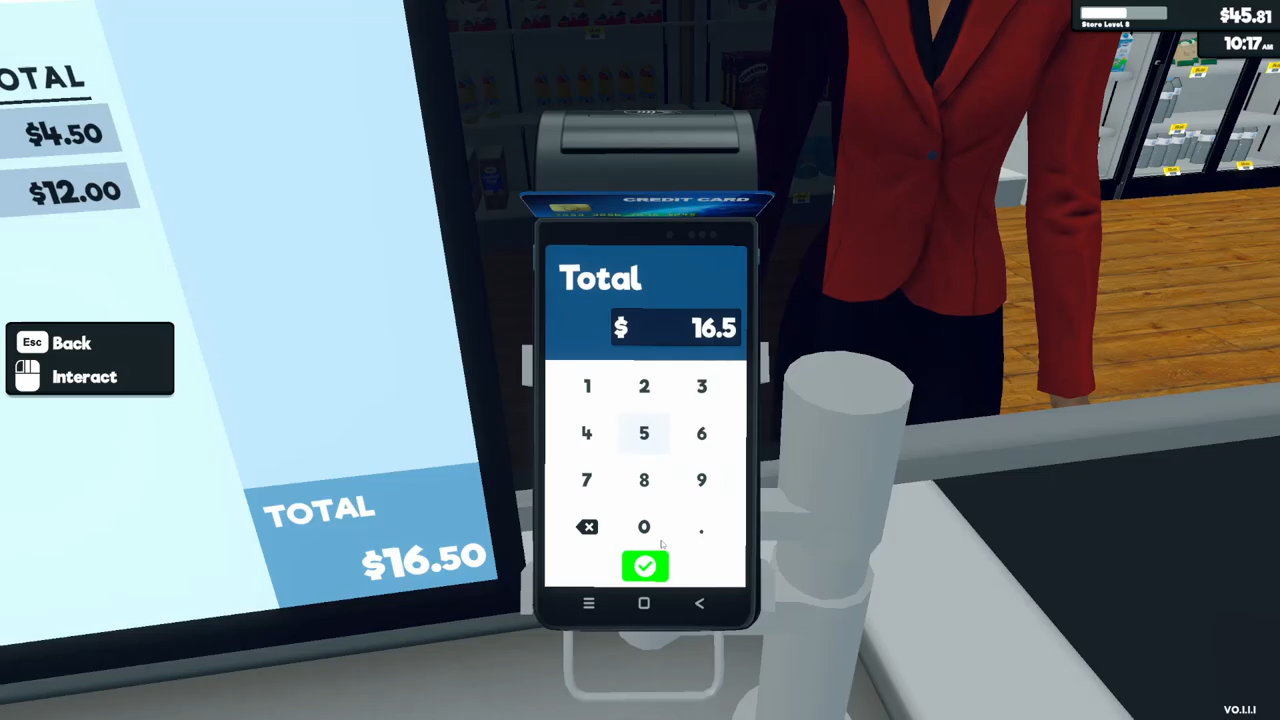 $45.81
Store Level 8
10:17 AM
OTAL
$4.50
$12.00
CREDIT CARD
Total
$ 16.5
Esc Back
Interact
1 2 3
4 5 6
7 8 9
0 .
TOTAL
$16.50
V0.1.1.1